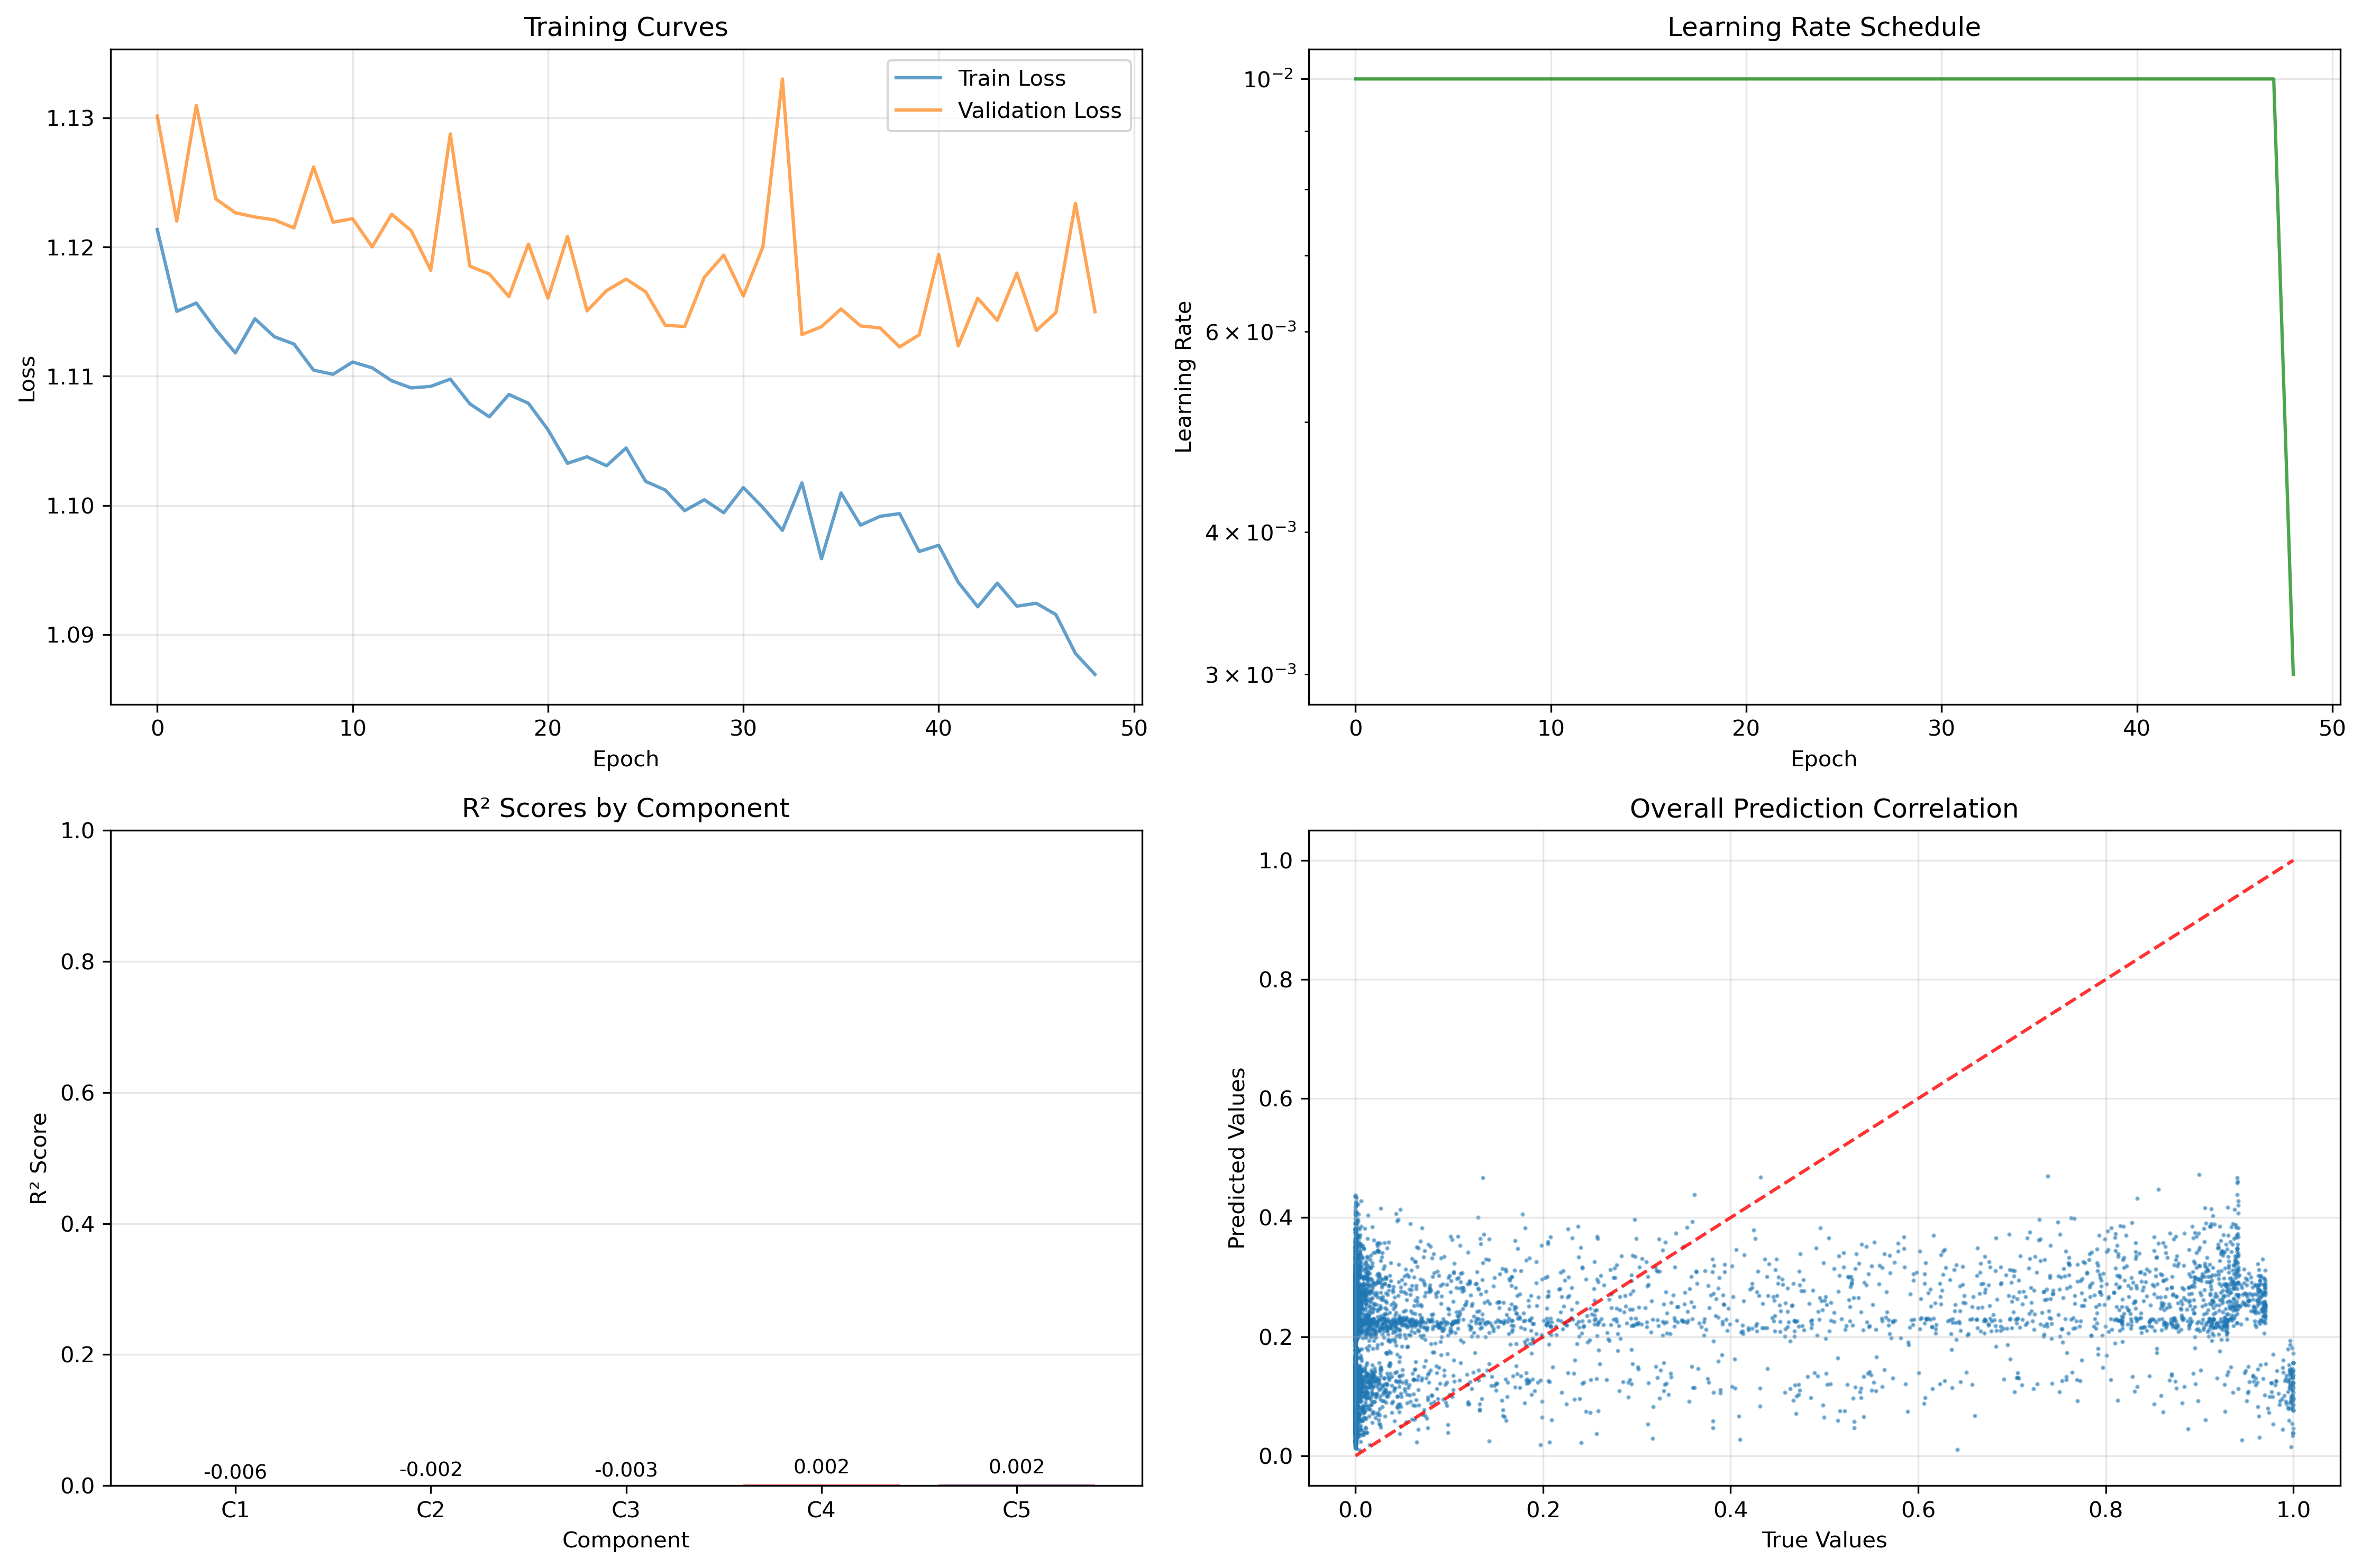 Training Curves
Train Loss
Validation Loss
1.13
1.12
1.11
1.10
1.09
Loss
0 10 20 30 40 50
Epoch
Learning Rate Schedule
10⁻²
6 × 10⁻³
4 × 10⁻³
3 × 10⁻³
Learning Rate
0 10 20 30 40 50
Epoch
R² Scores by Component
1.0
0.8
0.6
0.4
0.2
0.0
R² Score
-0.006 -0.002 -0.003 0.002 0.002
C1 C2 C3 C4 C5
Component
Overall Prediction Correlation
1.0
0.8
0.6
0.4
0.2
0.0
Predicted Values
0.0 0.2 0.4 0.6 0.8 1.0
True Values